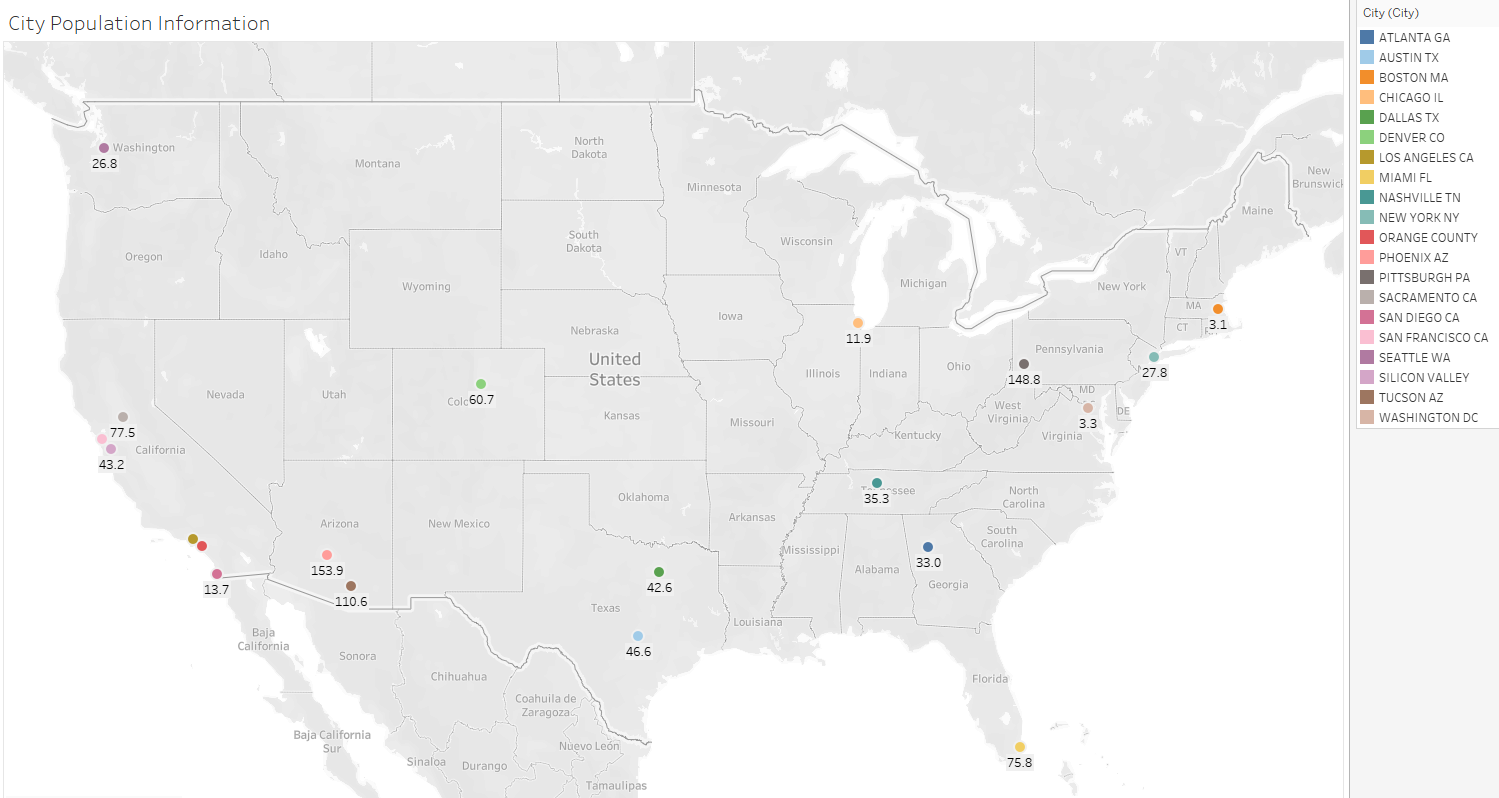 City Population Information
City (City)
ATLANTA GA
AUSTIN TX
BOSTON MA
CHICAGO IL
DALLAS TX
DENVER CO
LOS ANGELES CA
MIAMI FL
NASHVILLE TN
NEW YORK NY
ORANGE COUNTY
PHOENIX AZ
PITTSBURGH PA
SACRAMENTO CA
SAN DIEGO CA
SAN FRANCISCO CA
SEATTLE WA
SILICON VALLEY
TUCSON AZ
WASHINGTON DC
Washington
26.8
Montana
North
Dakota
Minnesota
New
Brunswick
Maine
Oregon
Idaho
South
Dakota
Wisconsin
VT
Wyoming
Michigan
New York
MA
3.1
CT
Iowa
Nebraska
11.9
United
States
Illinois
Indiana
Ohio
Pennsylvania
148.8
27.8
MD
DE
3.3
West
Virginia
Virginia
Nevada
Utah
60.7
Kansas
Missouri
Kentucky
77.5
California
43.2
35.3
Oklahoma
Arkansas
North
Carolina
South
Carolina
Arizona
New Mexico
153.9
110.6
13.7
42.6
Texas
46.6
Mississippi
Alabama
33.0
Georgia
Louisiana
Florida
75.8
Baja
California
Sonora
Chihuahua
Coahuila de
Zaragoza
Baja California
Sur
Nuevo León
Sinaloa
Durango
Tamaulipas